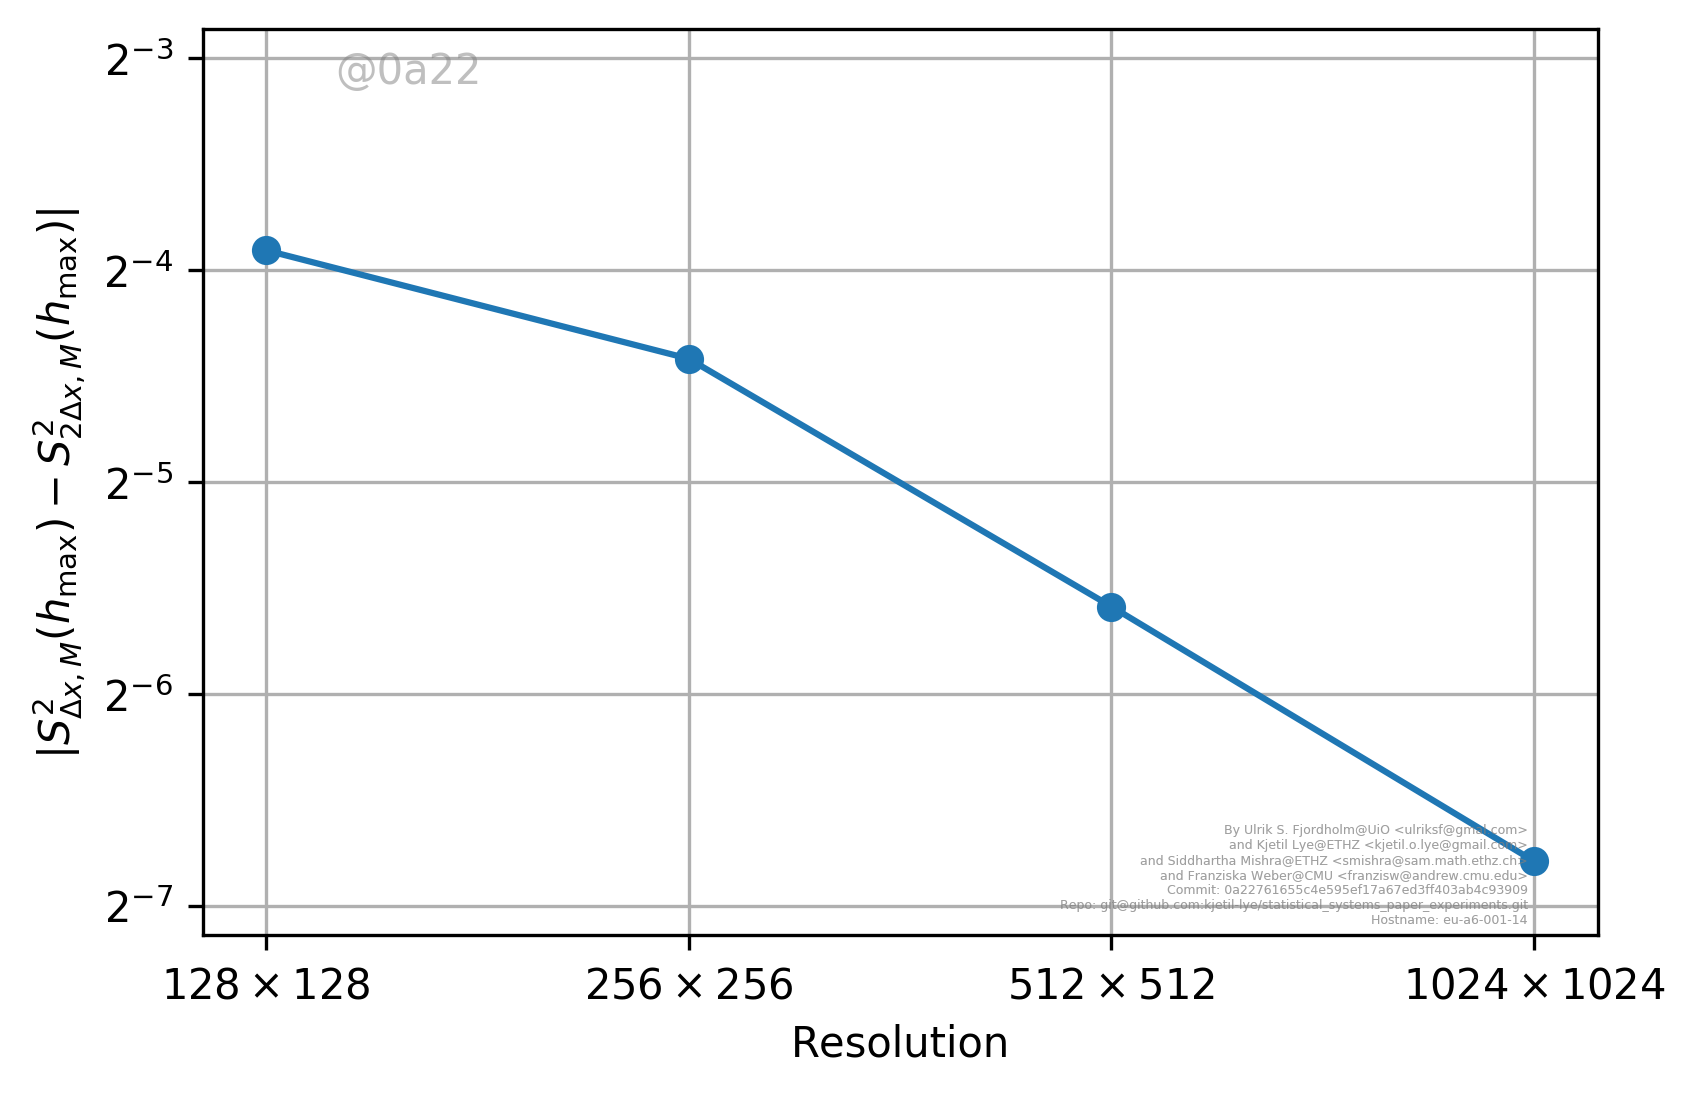 @0a22
2⁻³
2⁻⁴
2⁻⁵
2⁻⁶
2⁻⁷
|S²_{Δx,M}(h_max) − S²_{2Δx,M}(h_max)|
By Ulrik S. Fjordholm@UiO <ulriksf@gmal.com>
and Kjetil Lye@ETHZ <kjetil.o.lye@gmail.com>
and Siddhartha Mishra@ETHZ <smishra@sam.math.ethz.ch>
and Franziska Weber@CMU <franzisw@andrew.cmu.edu>
Commit: 0a22761655c4e595ef17a67ed3ff403ab4c93909
Repo: git@github.com:kjetil-lye/statistical_systems_paper_experiments.git
Hostname: eu-a6-001-14
128 × 128
256 × 256
512 × 512
1024 × 1024
Resolution